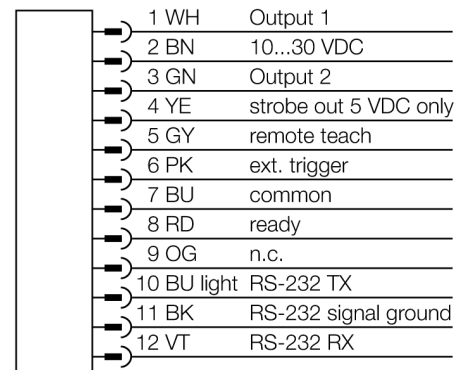 1 WH Output 1
2 BN 10...30 VDC
3 GN Output 2
4 YE strobe out 5 VDC only
5 GY remote teach
6 PK ext. trigger
7 BU common
8 RD ready
9 OG n.c.
10 BU light RS-232 TX
11 BK RS-232 signal ground
12 VT RS-232 RX